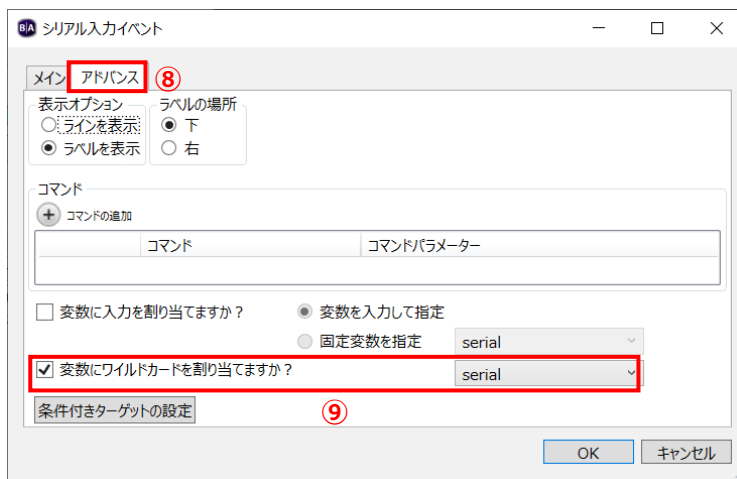 B|A シリアル入力イベント
メイン アドバンス ⑧
表示オプション ラベルの場所
ラインを表示 下
ラベルを表示 右
コマンド
+ コマンドの追加
コマンド コマンドパラメーター
変数に入力を割り当てますか？ 変数を入力して指定
固定変数を指定 serial
変数にワイルドカードを割り当てますか？ serial
条件付きターゲットの設定 ⑨
OK キャンセル